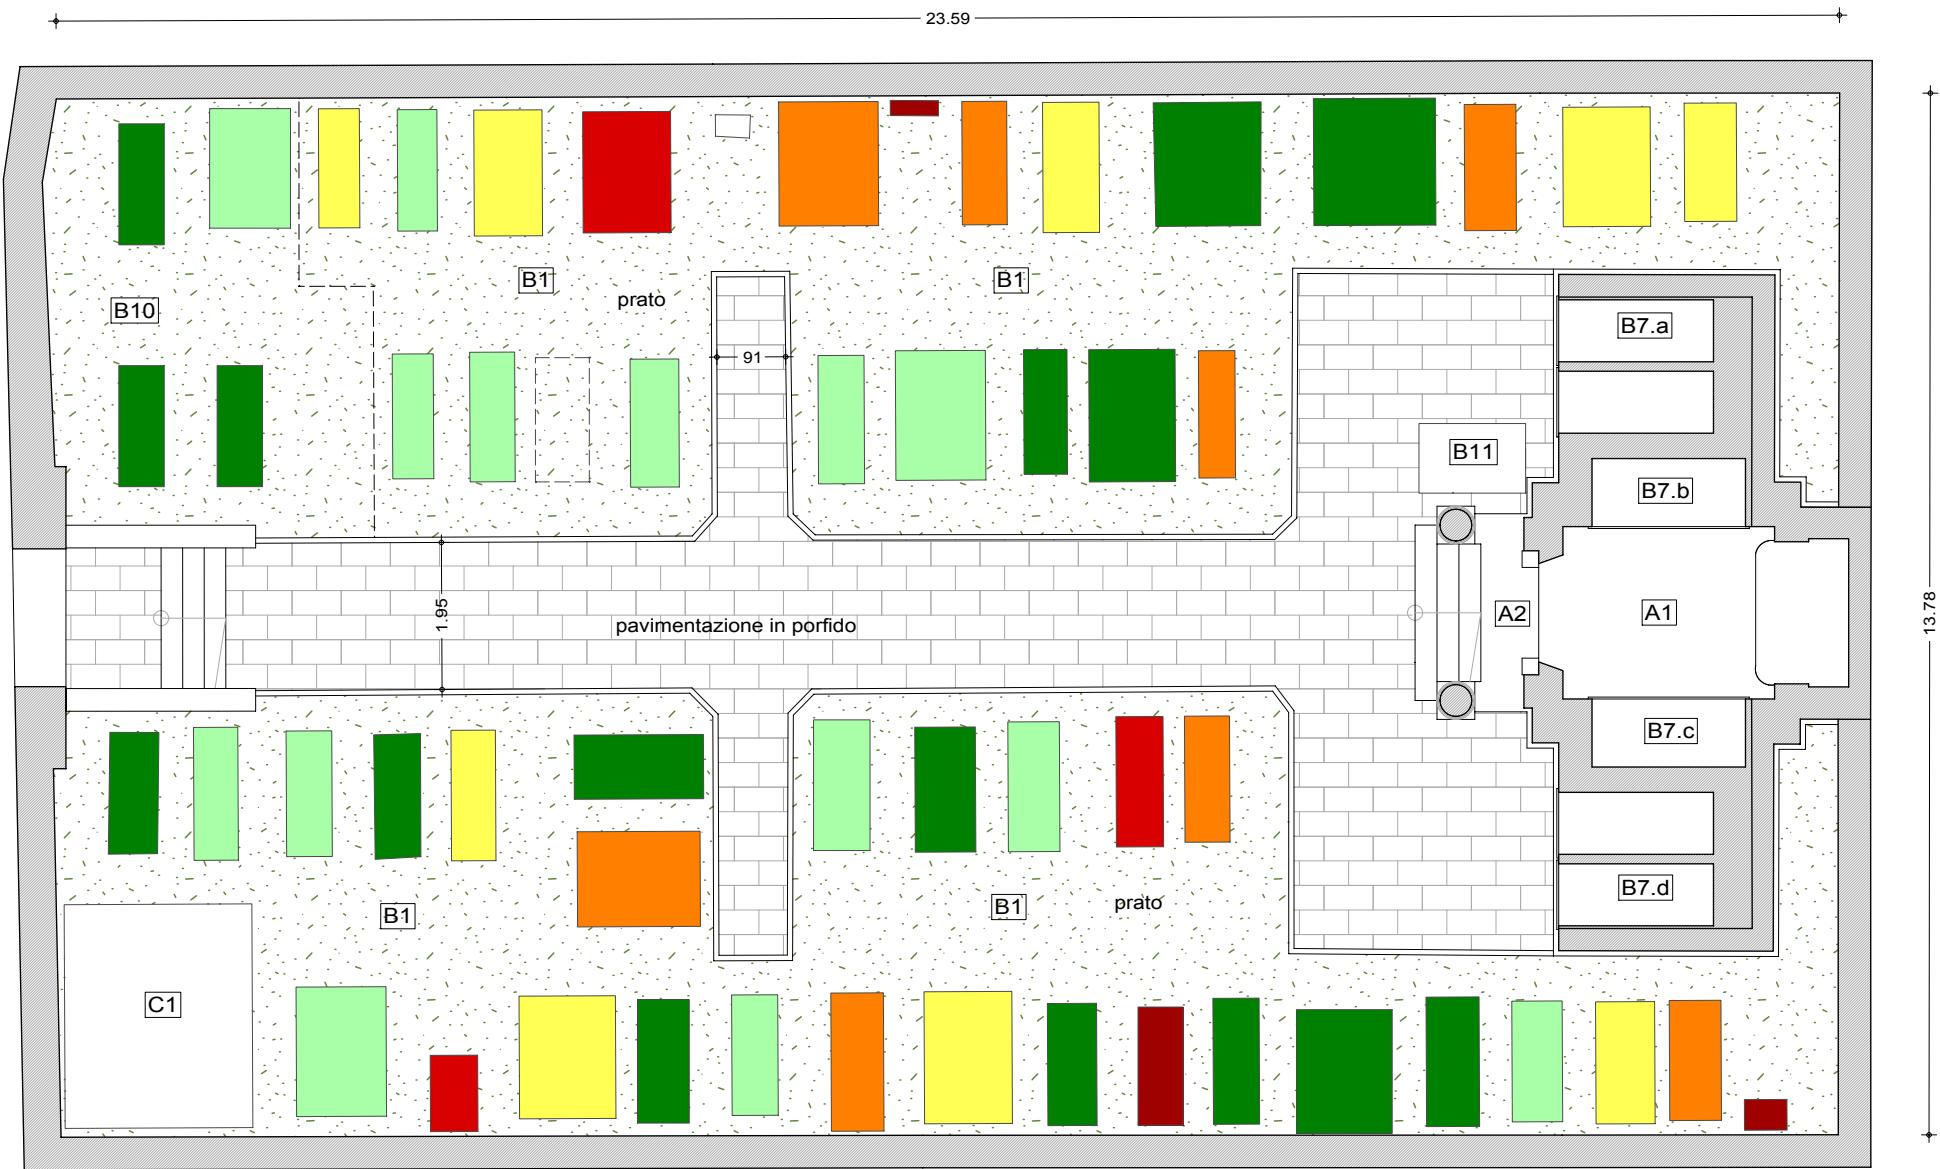 23.59
B1
B1
prato
B10
B7.a
91
B11
B7.b
13.78
1.95
pavimentazione in porfido
A2
A1
B7.c
B7.d
B1
B1
prato
C1